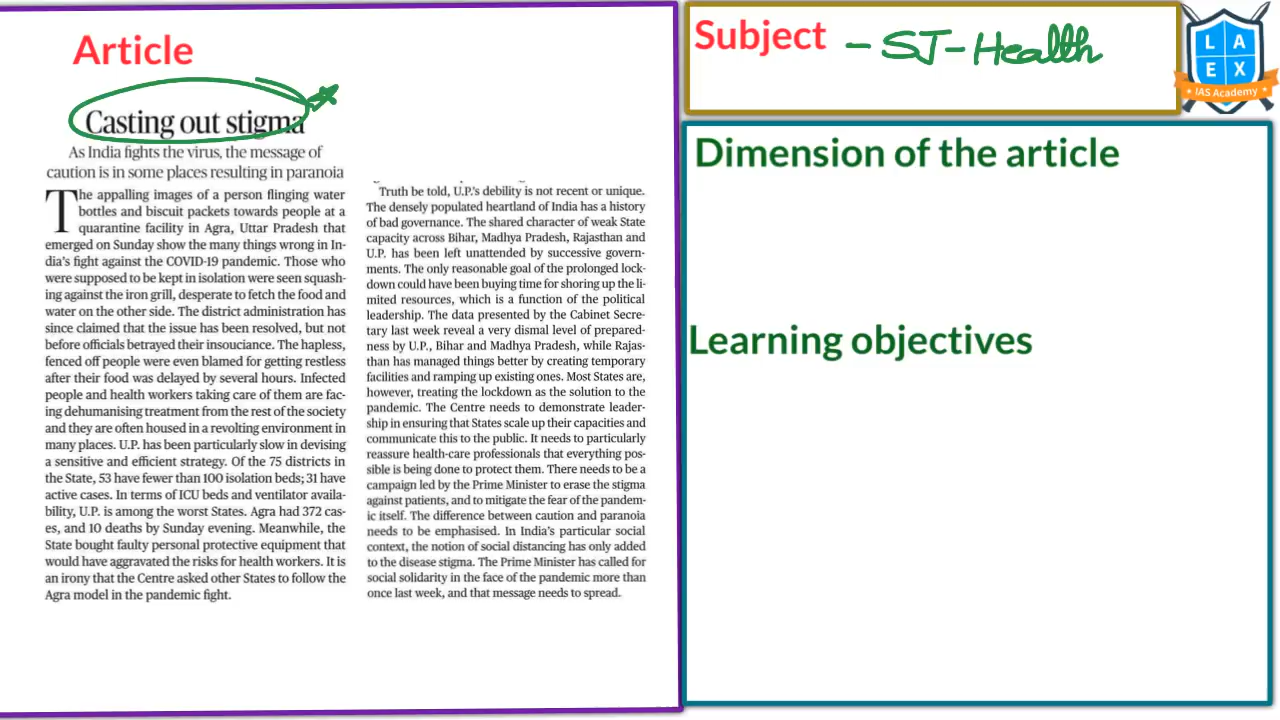 Article
Casting out stigma
As India fights the virus, the message of
caution is in some places resulting in paranoia
The appalling images of a person flinging water
bottles and biscuit packets towards people at a
quarantine facility in Agra, Uttar Pradesh that
emerged on Sunday show the many things wrong in In-
dia's fight against the COVID-19 pandemic. Those who
were supposed to be kept in isolation were seen squash-
ing against the iron grill, desperate to fetch the food and
water on the other side. The district administration has
since claimed that the issue has been resolved, but not
before officials betrayed their insouciance. The hapless,
fenced off people were even blamed for getting restless
after their food was delayed by several hours. Infected
people and health workers taking care of them are fac-
ing dehumanising treatment from the rest of the society
and they are often housed in a revolting environment in
many places. U.P. has been particularly slow in devising
a sensitive and efficient strategy. Of the 75 districts in
the State, 53 have fewer than 100 isolation beds; 31 have
active cases. In terms of ICU beds and ventilator availa-
bility, U.P. is among the worst States. Agra had 372 cas-
es, and 10 deaths by Sunday evening. Meanwhile, the
State bought faulty personal protective equipment that
would have aggravated the risks for health workers. It is
an irony that the Centre asked other States to follow the
Agra model in the pandemic fight.
Truth be told, U.P.'s debility is not recent or unique.
The densely populated heartland of India has a history
of bad governance. The shared character of weak State
capacity across Bihar, Madhya Pradesh, Rajasthan and
U.P. has been left unattended by successive govern-
ments. The only reasonable goal of the prolonged lock-
down could have been buying time for shoring up the li-
mited resources, which is a function of the political
leadership. The data presented by the Cabinet Secre-
tary last week reveal a very dismal level of prepared-
ness by U.P., Bihar and Madhya Pradesh, while Rajas-
than has managed things better by creating temporary
facilities and ramping up existing ones. Most States are,
however, treating the lockdown as the solution to the
pandemic. The Centre needs to demonstrate leader-
ship in ensuring that States scale up their capacities and
communicate this to the public. It needs to particularly
reassure health-care professionals that everything pos-
sible is being done to protect them. There needs to be a
campaign led by the Prime Minister to erase the stigma
against patients, and to mitigate the fear of the pandem-
ic itself. The difference between caution and paranoia
needs to be emphasised. In India's particular social
context, the notion of social distancing has only added
to the disease stigma. The Prime Minister has called for
social solidarity in the face of the pandemic more than
once last week, and that message needs to spread.
Subject - SJ - Health
L A
E X
IAS Academy
Dimension of the article
Learning objectives